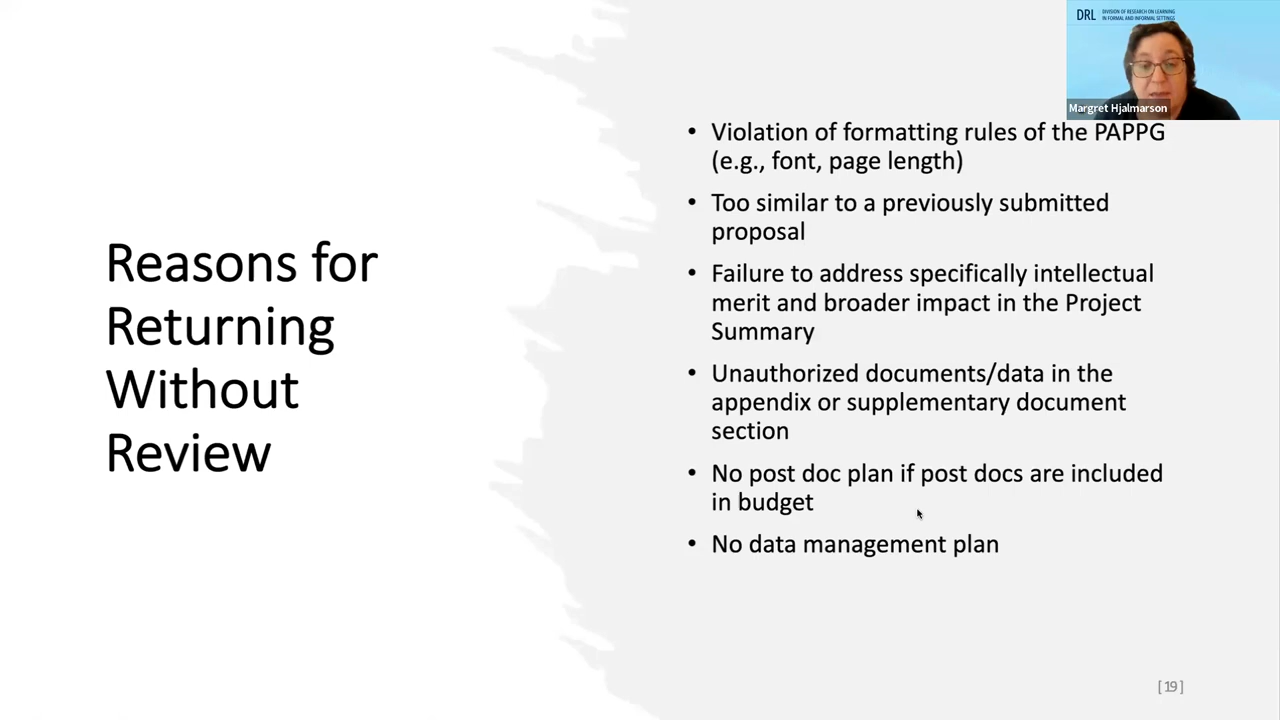 DRL DIVISION OF RESEARCH ON LEARNING
IN FORMAL AND INFORMAL SETTINGS
Margret Hjalmarson
Reasons for
Returning
Without
Review
• Violation of formatting rules of the PAPPG
(e.g., font, page length)
• Too similar to a previously submitted
proposal
• Failure to address specifically intellectual
merit and broader impact in the Project
Summary
• Unauthorized documents/data in the
appendix or supplementary document
section
• No post doc plan if post docs are included
in budget
• No data management plan
[ 19 ]